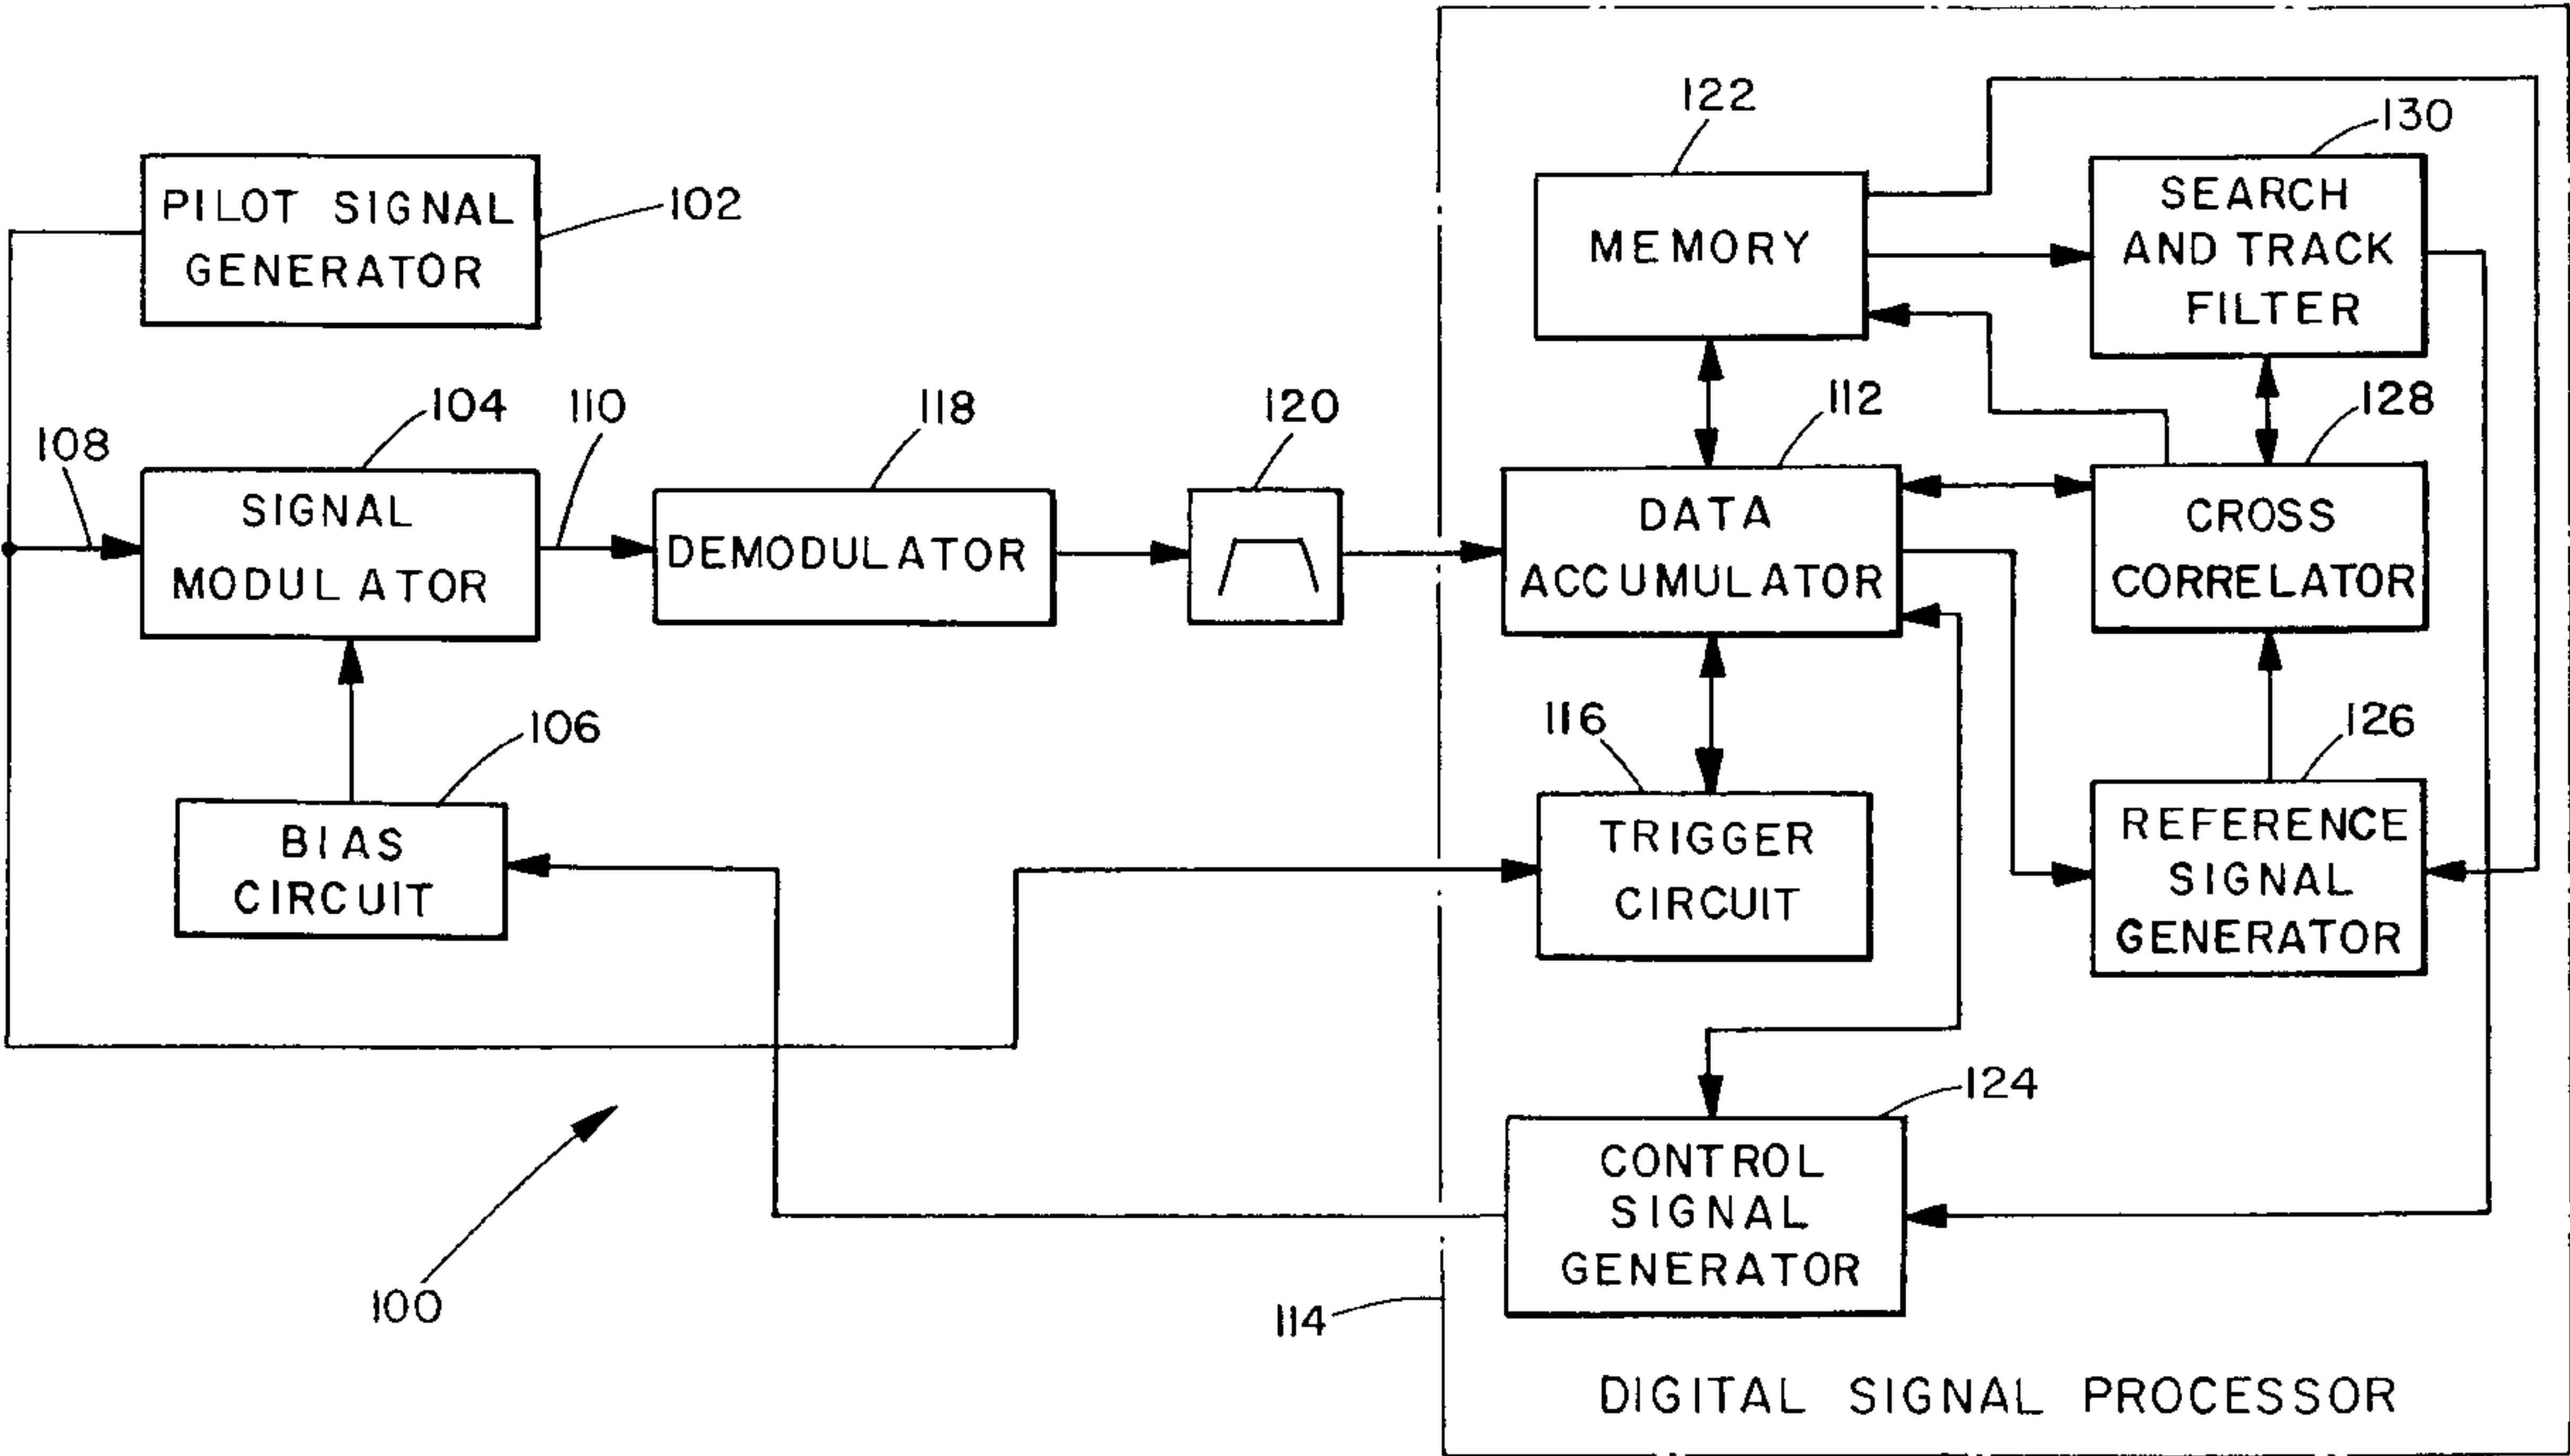 122
130
PILOT SIGNAL
GENERATOR
102
MEMORY
SEARCH
AND TRACK
FILTER
108
104
110
118
120
112
128
SIGNAL
MODULATOR
DEMODULATOR
DATA
ACCUMULATOR
CROSS
CORRELATOR
106
116
126
BIAS
CIRCUIT
TRIGGER
CIRCUIT
REFERENCE
SIGNAL
GENERATOR
124
CONTROL
SIGNAL
GENERATOR
100
114
DIGITAL SIGNAL PROCESSOR